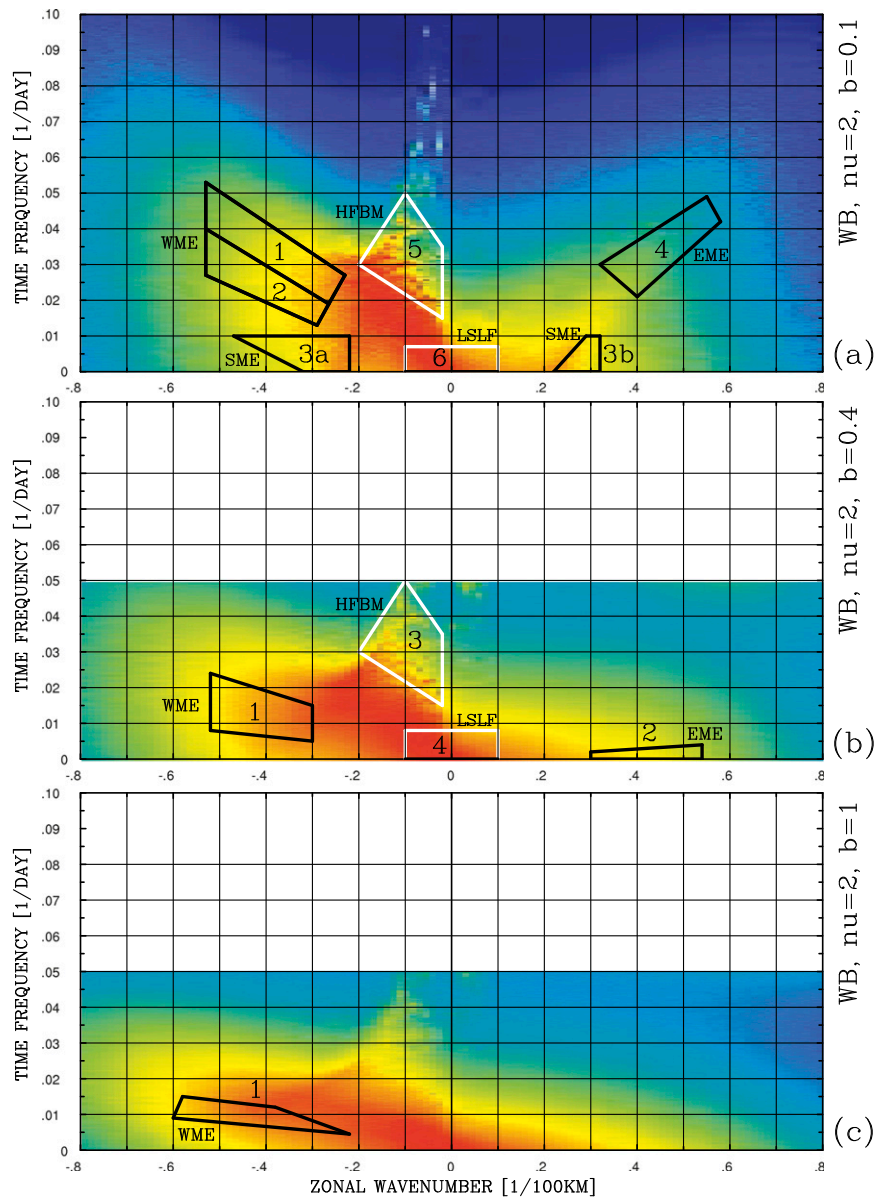 .10
.09
.08
.07
.06
.05
.04
.03
.02
.01
0
TIME FREQUENCY [1/DAY]
HFBM
WME
1
2
5
4
EME
SME
3a
LSLF
6
SME
3b
(a)
WB, nu=2, b=0.1
-.8 -.6 -.4 -.2 .0 .2 .4 .6 .8
.10
.09
.08
.07
.06
.05
.04
.03
.02
.01
0
TIME FREQUENCY [1/DAY]
HFBM
3
WME
1
LSLF
4
2
EME
(b)
WB, nu=2, b=0.4
-.8 -.6 -.4 -.2 .0 .2 .4 .6 .8
.10
.09
.08
.07
.06
.05
.04
.03
.02
.01
0
TIME FREQUENCY [1/DAY]
1
WME
(c)
WB, nu=2, b=1
-.8 -.6 -.4 -.2 .0 .2 .4 .6 .8
ZONAL WAVENUMBER [1/100KM]